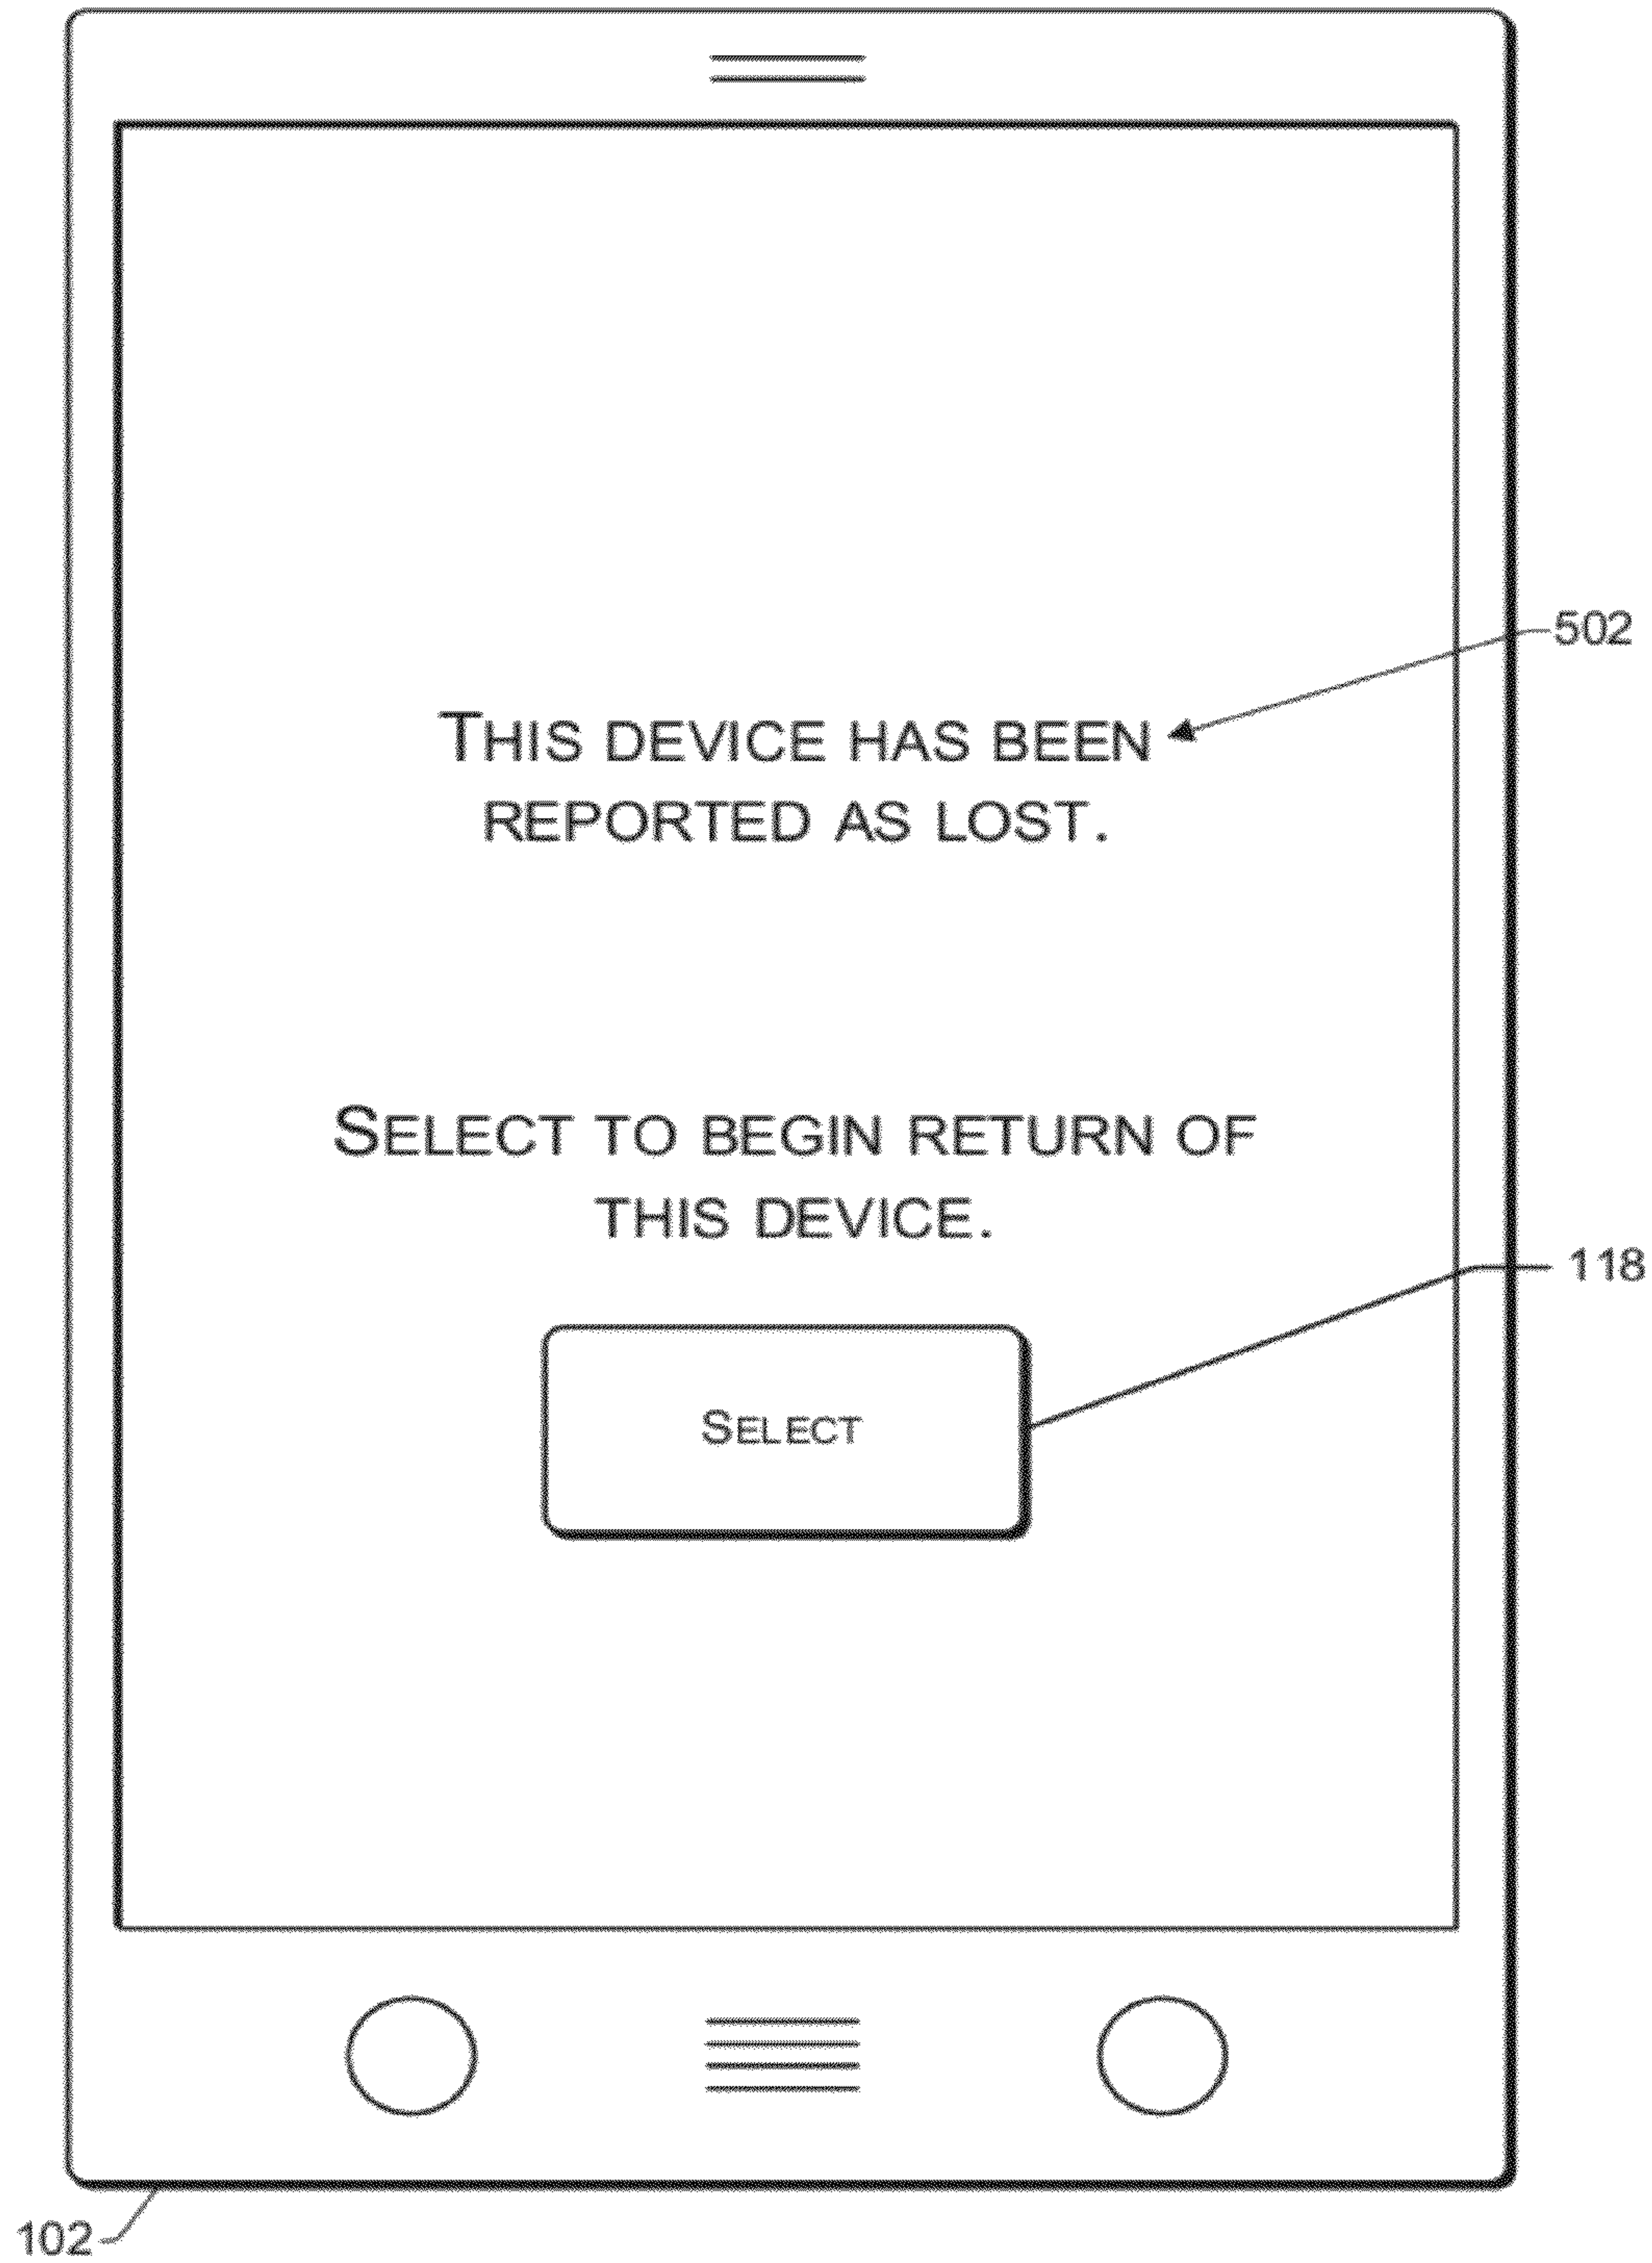 502
THIS DEVICE HAS BEEN
REPORTED AS LOST.
SELECT TO BEGIN RETURN OF
THIS DEVICE.
118
SELECT
102